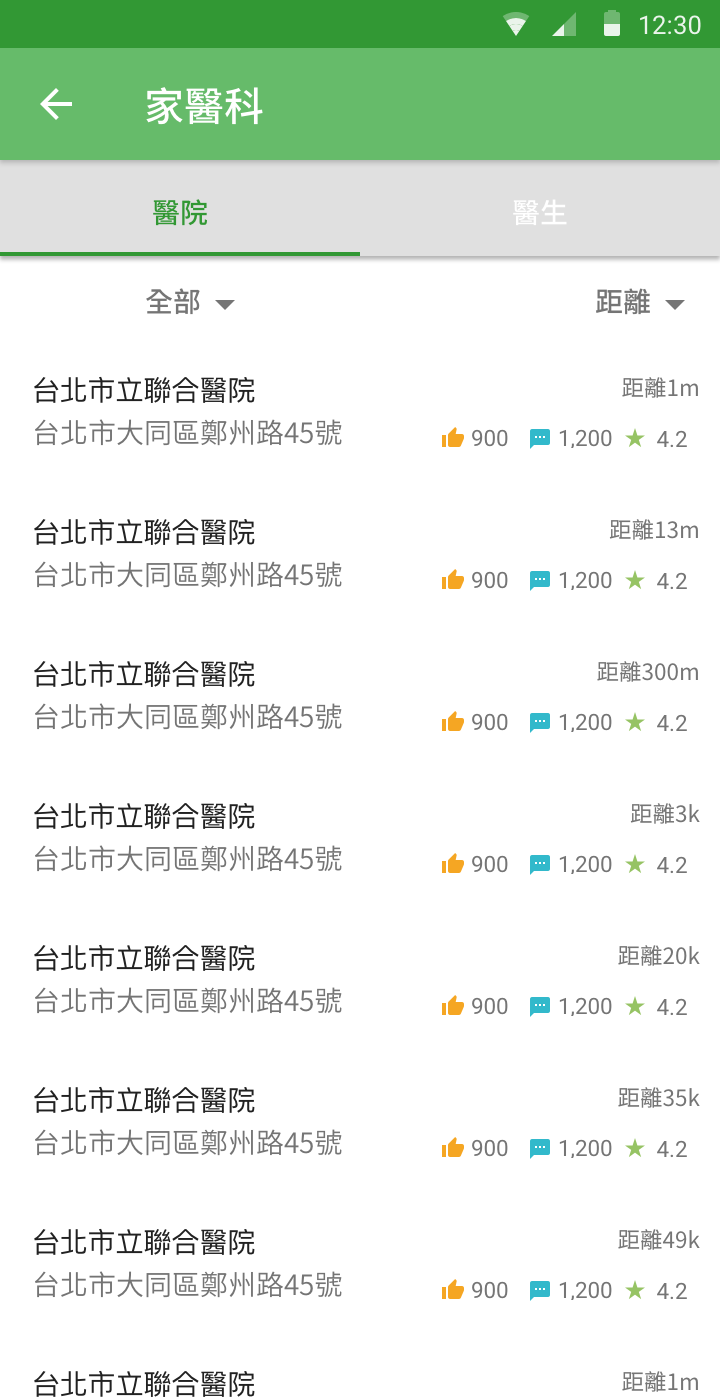 12:30
家醫科
醫院 醫生
全部 距離
台北市立聯合醫院 距離1m
台北市大同區鄭州路45號 900 1,200 4.2
台北市立聯合醫院 距離13m
台北市大同區鄭州路45號 900 1,200 4.2
台北市立聯合醫院 距離300m
台北市大同區鄭州路45號 900 1,200 4.2
台北市立聯合醫院 距離3k
台北市大同區鄭州路45號 900 1,200 4.2
台北市立聯合醫院 距離20k
台北市大同區鄭州路45號 900 1,200 4.2
台北市立聯合醫院 距離35k
台北市大同區鄭州路45號 900 1,200 4.2
台北市立聯合醫院 距離49k
台北市大同區鄭州路45號 900 1,200 4.2
台北市立聯合醫院 距離1m